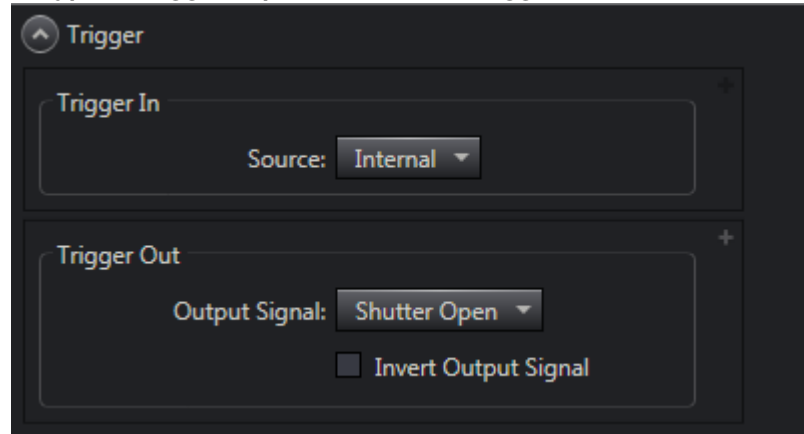 Trigger
Trigger In
Source: Internal
Trigger Out
Output Signal: Shutter Open
Invert Output Signal